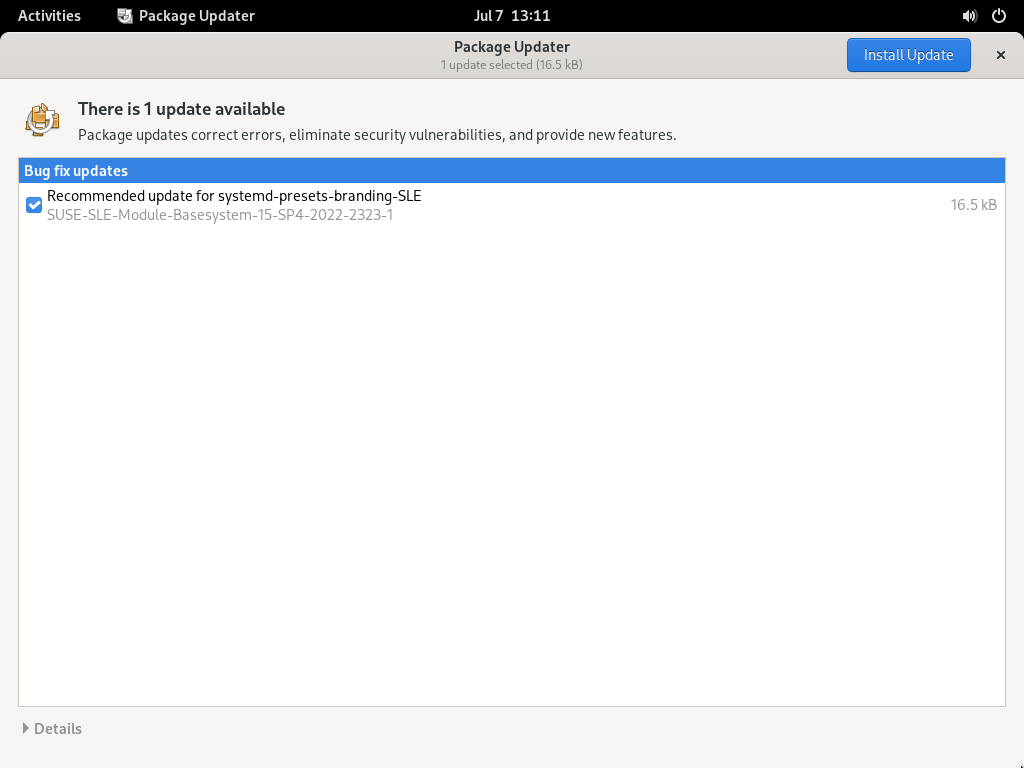 Activities
Package Updater
Jul 7 13:11
Package Updater
1 update selected (16.5 kB)
Install Update
There is 1 update available
Package updates correct errors, eliminate security vulnerabilities, and provide new features.
Bug fix updates
Recommended update for systemd-presets-branding-SLE
SUSE-SLE-Module-Basesystem-15-SP4-2022-2323-1
16.5 kB
Details